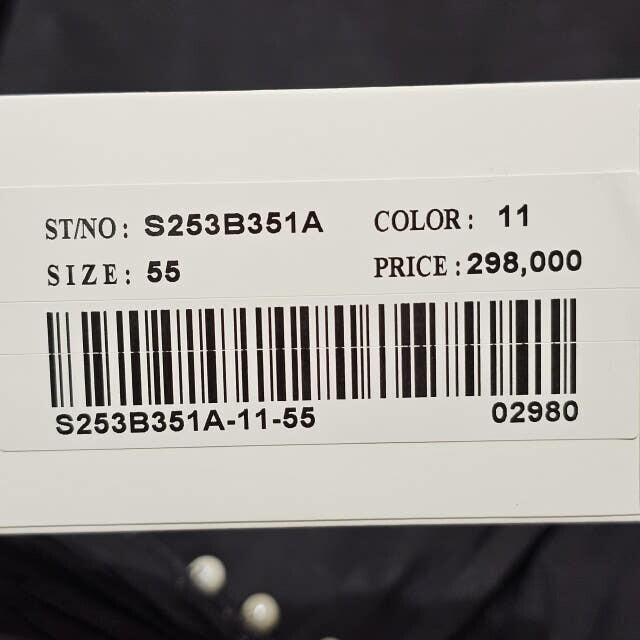 ST/NO: S253B351A COLOR: 11
SIZE: 55 PRICE: 298,000
S253B351A-11-55 02980